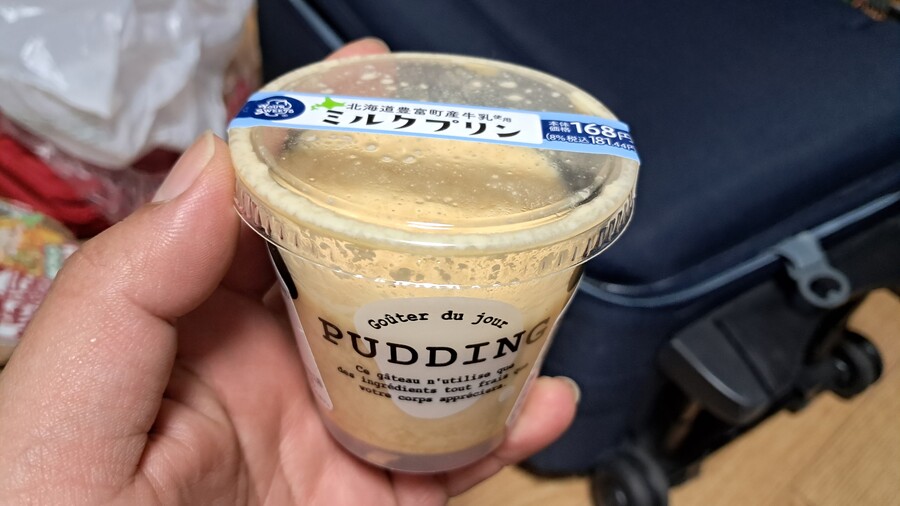 北海道豊富町産牛乳使用
ミルクプリン
本体価格168円
(8%税込181.44円
Goûter du jour
PUDDING
Ce gâteau n'utilise que
des ingrédients tout frais que
votre corps appréciera.